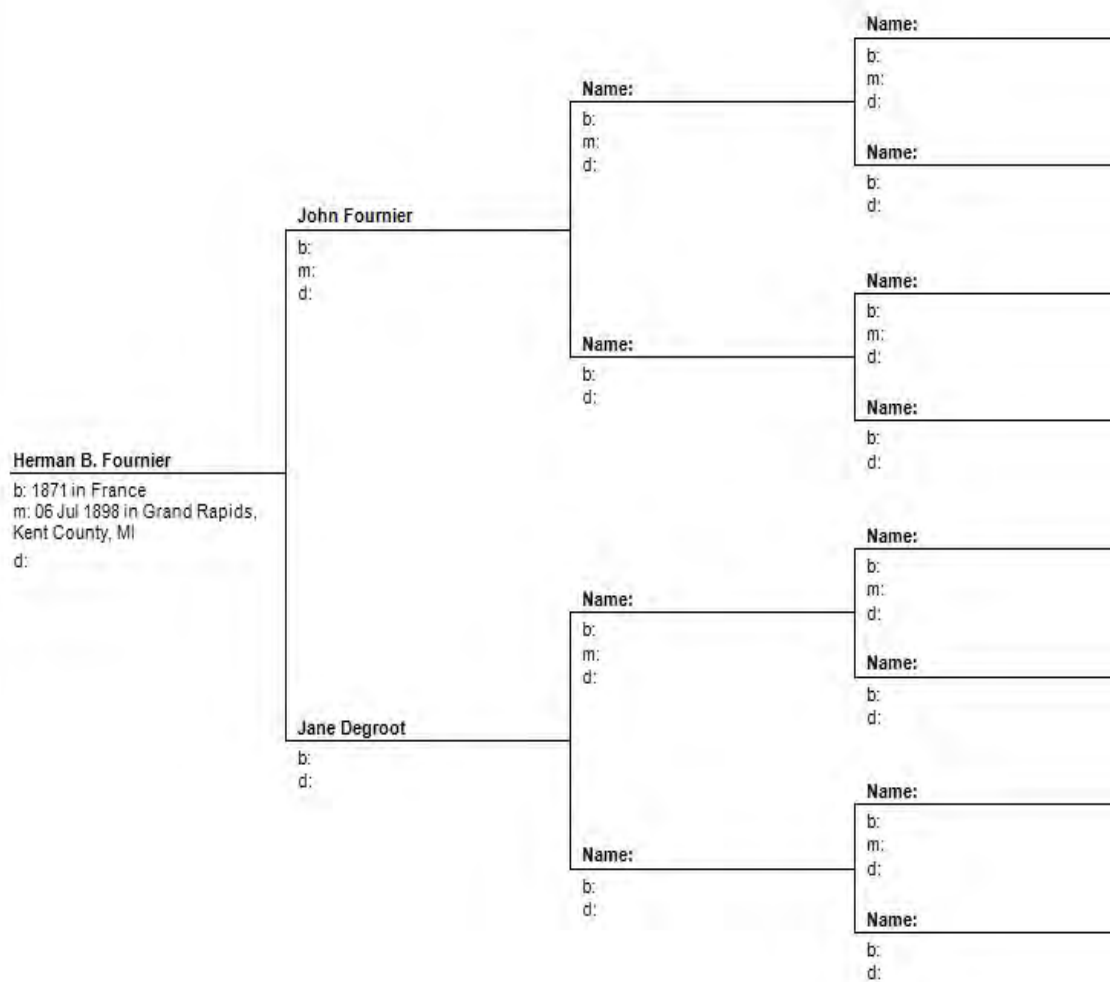 Name:
b:
m:
d:
Name:
b:
m:
d:
Name:
b:
d:
John Fournier
b:
m:
d:
Name:
b:
m:
d:
Name:
b:
d:
Name:
b:
d:
Herman B. Fournier
b: 1871 in France
m: 06 Jul 1898 in Grand Rapids,
Kent County, MI
d:
Name:
b:
m:
d:
Name:
b:
m:
d:
Name:
b:
d:
Jane Degroot
b:
d:
Name:
b:
m:
d:
Name:
b:
d:
Name:
b:
d: